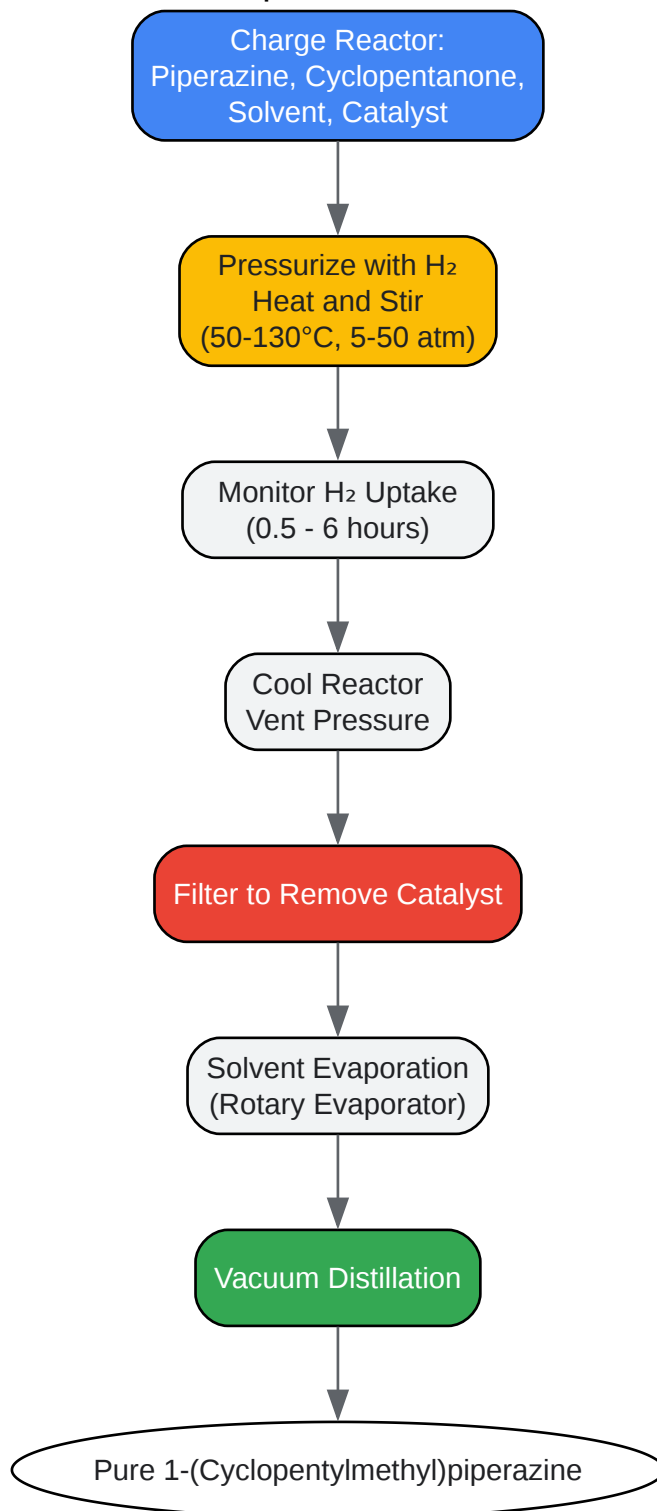 Charge Reactor:
Piperazine, Cyclopentanone,
Solvent, Catalyst
Pressurize with H₂
Heat and Stir
(50-130°C, 5-50 atm)
Monitor H₂ Uptake
(0.5 - 6 hours)
Cool Reactor
Vent Pressure
Filter to Remove Catalyst
Solvent Evaporation
(Rotary Evaporator)
Vacuum Distillation
Pure 1-(Cyclopentylmethyl)piperazine